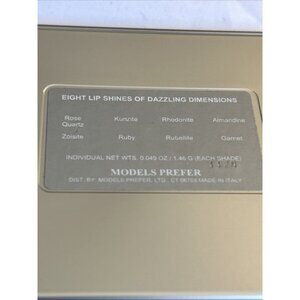 EIGHT LIP SHINES OF DAZZLING DIMENSIONS
Rose Quartz Kunzite Rhodonite Almandine
Zoisite Ruby Rubellite Garnet
INDIVIDUAL NET WTS. 0.049 OZ / 1.46 G (EACH SHADE)
MODELS PREFER
DIST. BY: MODELS PREFER, LTD., CT 06755 MADE IN ITALY